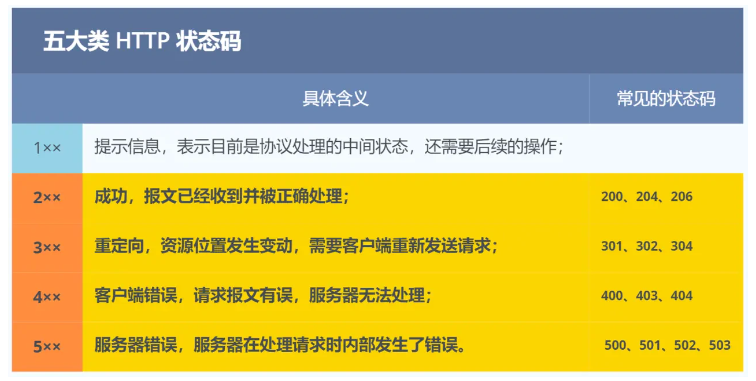 五大类 HTTP 状态码
具体含义 常见的状态码
1×× 提示信息，表示目前是协议处理的中间状态，还需要后续的操作；
2×× 成功，报文已经收到并被正确处理； 200、204、206
3×× 重定向，资源位置发生变动，需要客户端重新发送请求； 301、302、304
4×× 客户端错误，请求报文有误，服务器无法处理； 400、403、404
5×× 服务器错误，服务器在处理请求时内部发生了错误。 500、501、502、503